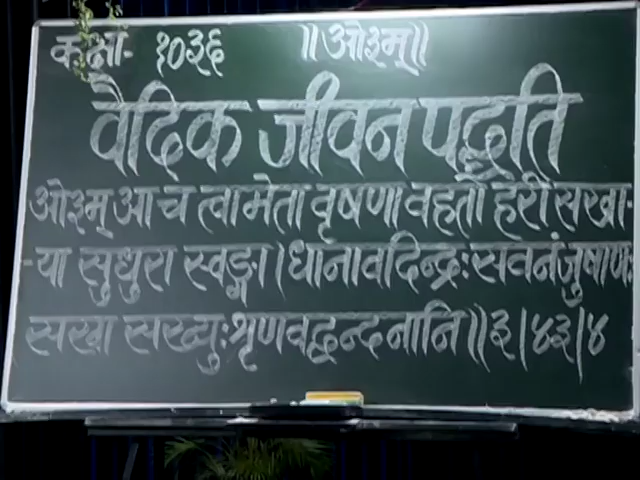 कक्षा- १०३६ ॥ओ३म्॥
वैदिक जीवन पद्धति
ओ३म् आ च त्वामेता वृषणा वहतो हरी सखा-
-या सुधुरा स्वङ्गा।धानावदिन्द्रःसवनंजुषाणः
सखा सख्युःश्रृणवद्वन्दनानि॥३।४३।४